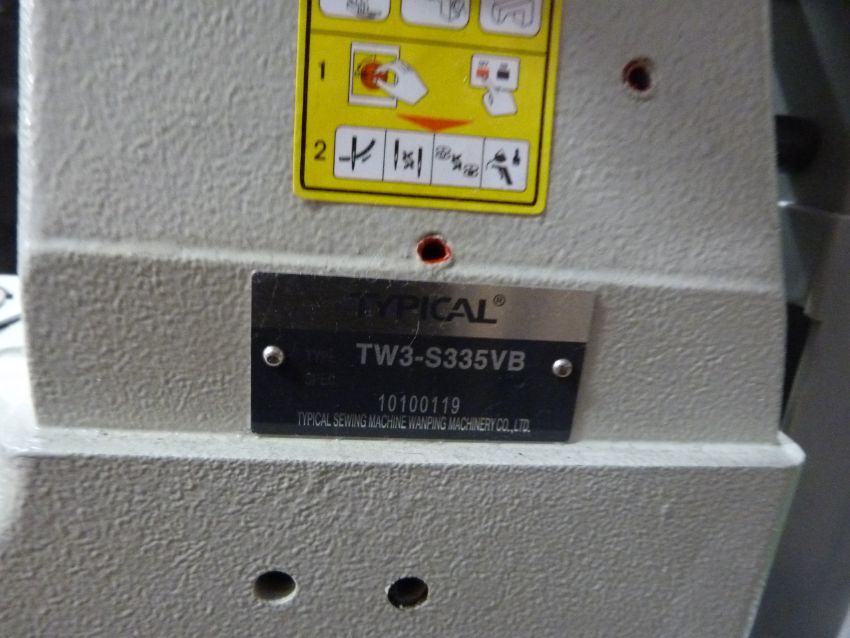 1
2
TYPICAL®
TYPE TW3-S335VB
SPEC
10100119
TYPICAL SEWING MACHINE WANPING MACHINERY CO.,LTD.